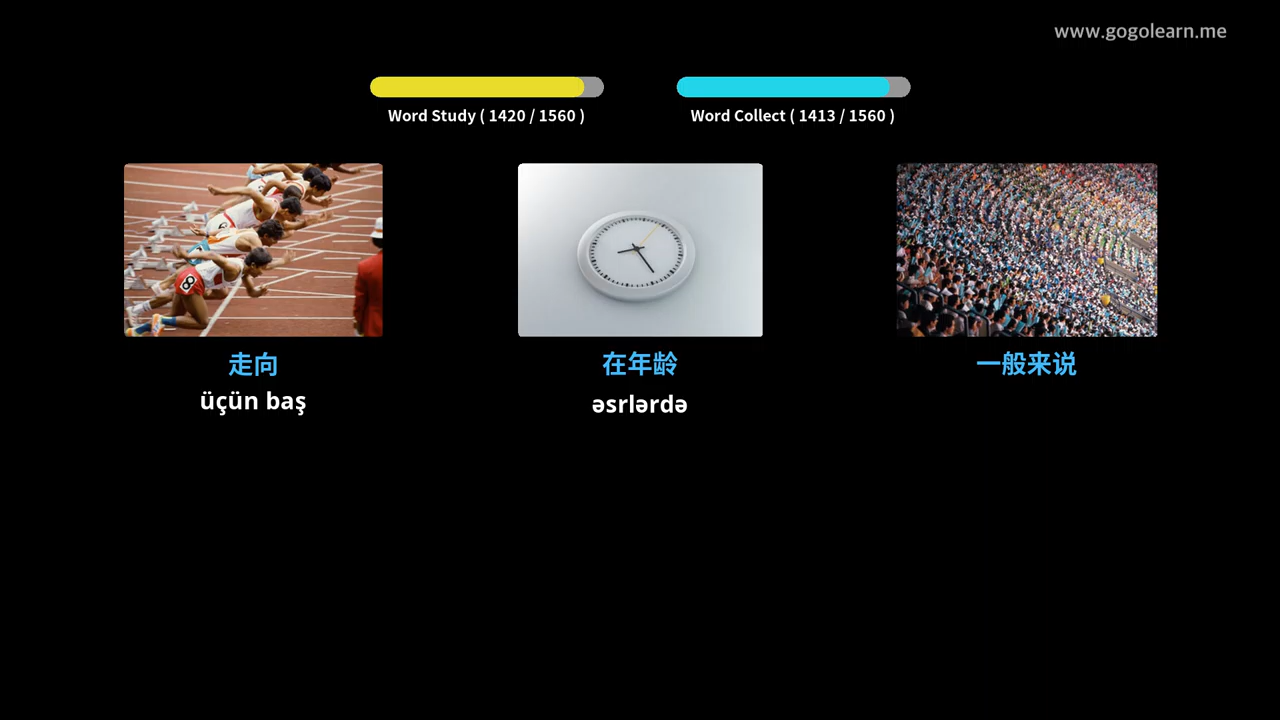 www.gogolearn.me
Word Study ( 1420 / 1560 )
Word Collect ( 1413 / 1560 )
8
走向
在年龄
一般来说
üçün baş
əsrlərdə